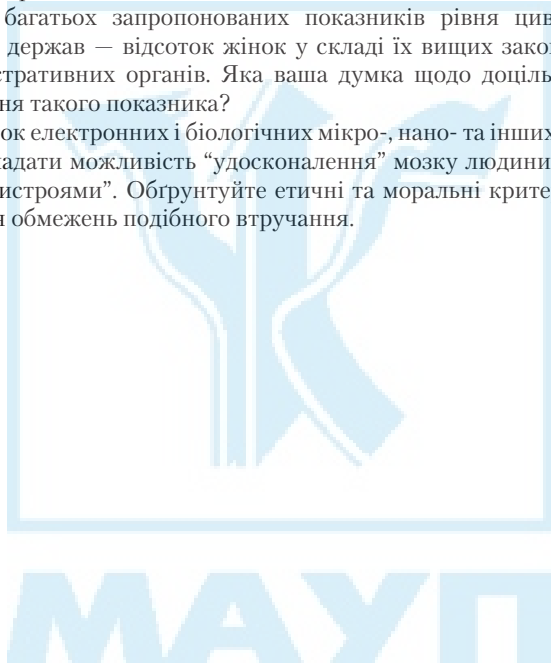 багатьох запропонованих показників рівня цив
держав — відсоток жінок у складі їх вищих зако
стративних органів. Яка ваша думка щодо доціль
ня такого показника?
ок електронних і біологічних мікро-, нано- та інших
ладати можливість “удосконалення” мозку людини
истроями”. Обґрунтуйте етичні та моральні крите
я обмежень подібного втручання.
МАУП